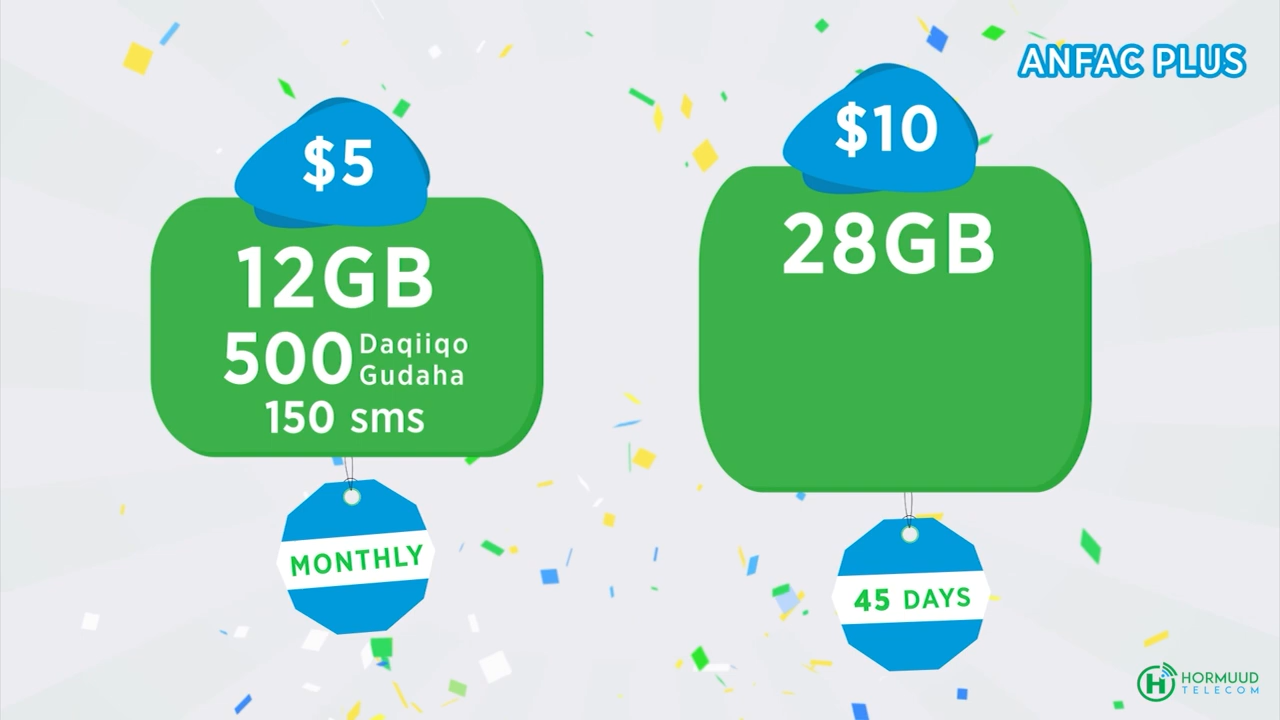 ANFAC PLUS
$5
12GB
500 Daqiiqo
Gudaha
150 sms
MONTHLY
$10
28GB
45 DAYS
H HORMUUD
TELECOM